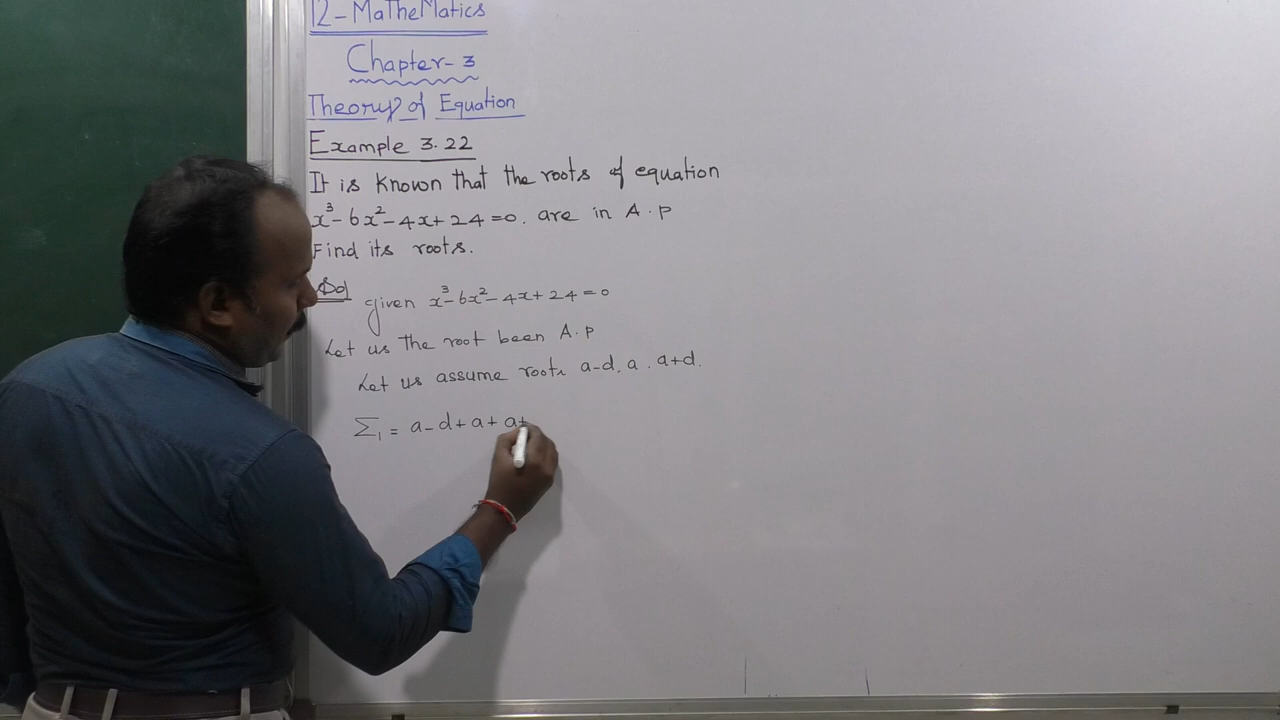 12-MaTheMaTics
Chapter-3
Theory of Equation
Example 3.22
It is known that the roots of equation
x³-6x²-4x+24=0. are in A.p
Find its roots.
Sol
given x³-6x²-4x+24=0
Let us the root been A.p
Let us assume roots a-d, a, a+d.
Σ₁ = a-d+a+a+